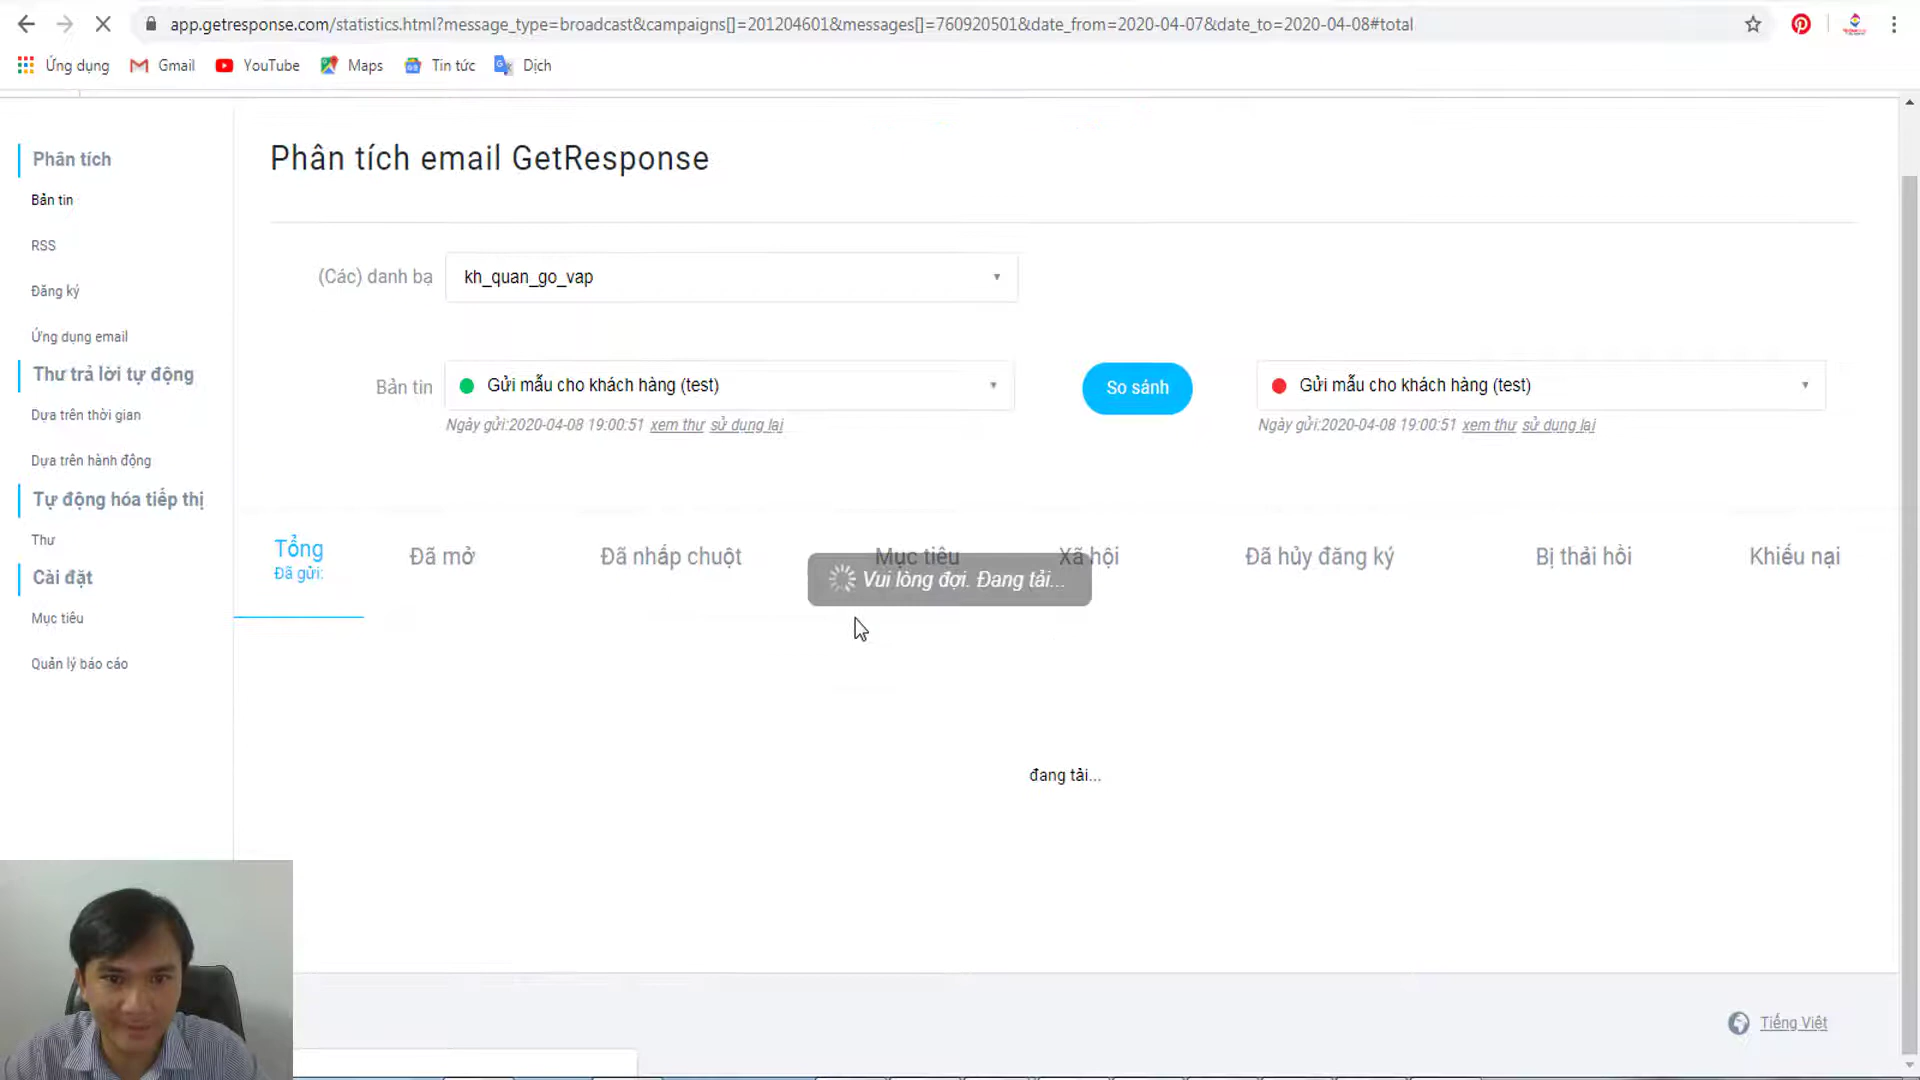 app.getresponse.com/statistics.html?message_type=broadcast&campaigns[]=201204601&messages[]=760920501&date_from=2020-04-07&date_to=2020-04-08#total
Ứng dụng Gmail YouTube Maps Tin tức Dịch
Phân tích
Bản tin
RSS
Đăng ký
Ứng dụng email
Thư trả lời tự động
Dựa trên thời gian
Dựa trên hành động
Tự động hóa tiếp thị
Thư
Cài đặt
Mục tiêu
Quản lý báo cáo
Phân tích email GetResponse
(Các) danh bạ kh_quan_go_vap
Bản tin Gửi mẫu cho khách hàng (test) So sánh Gửi mẫu cho khách hàng (test)
Ngày gửi:2020-04-08 19:00:51 xem thư sử dụng lại Ngày gửi:2020-04-08 19:00:51 xem thư sử dụng lại
Tổng Đã mở Đã nhấp chuột Mục tiêu Xã hội Đã hủy đăng ký Bị thải hồi Khiếu nại
Đã gửi:
Vui lòng đợi. Đang tải...
đang tải...
Tiếng Việt